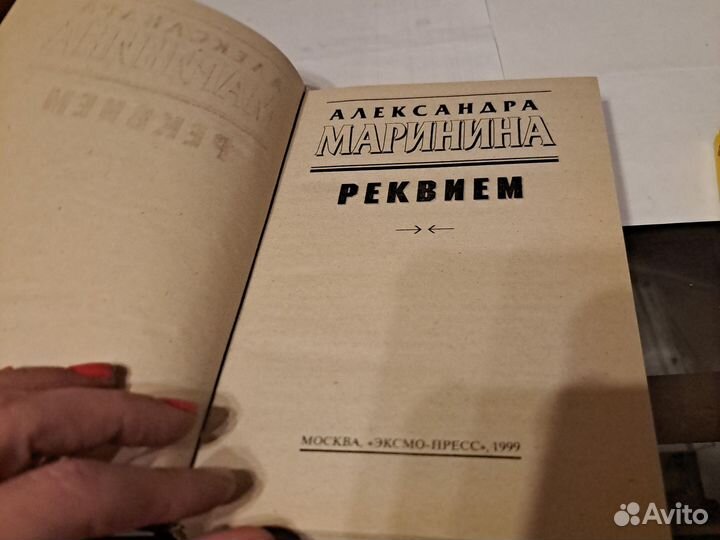 АЛЕКСАНДРА
МАРИНИНА
РЕКВИЕМ
МОСКВА, «ЭКСМО-ПРЕСС», 1999
Avito